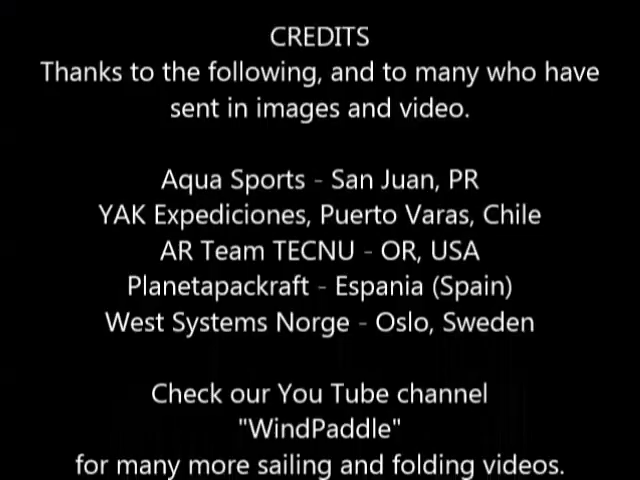 CREDITS
Thanks to the following, and to many who have
sent in images and video.
Aqua Sports - San Juan, PR
YAK Expediciones, Puerto Varas, Chile
AR Team TECNU - OR, USA
Planetapackraft - Espania (Spain)
West Systems Norge - Oslo, Sweden
Check our You Tube channel
"WindPaddle"
for many more sailing and folding videos.